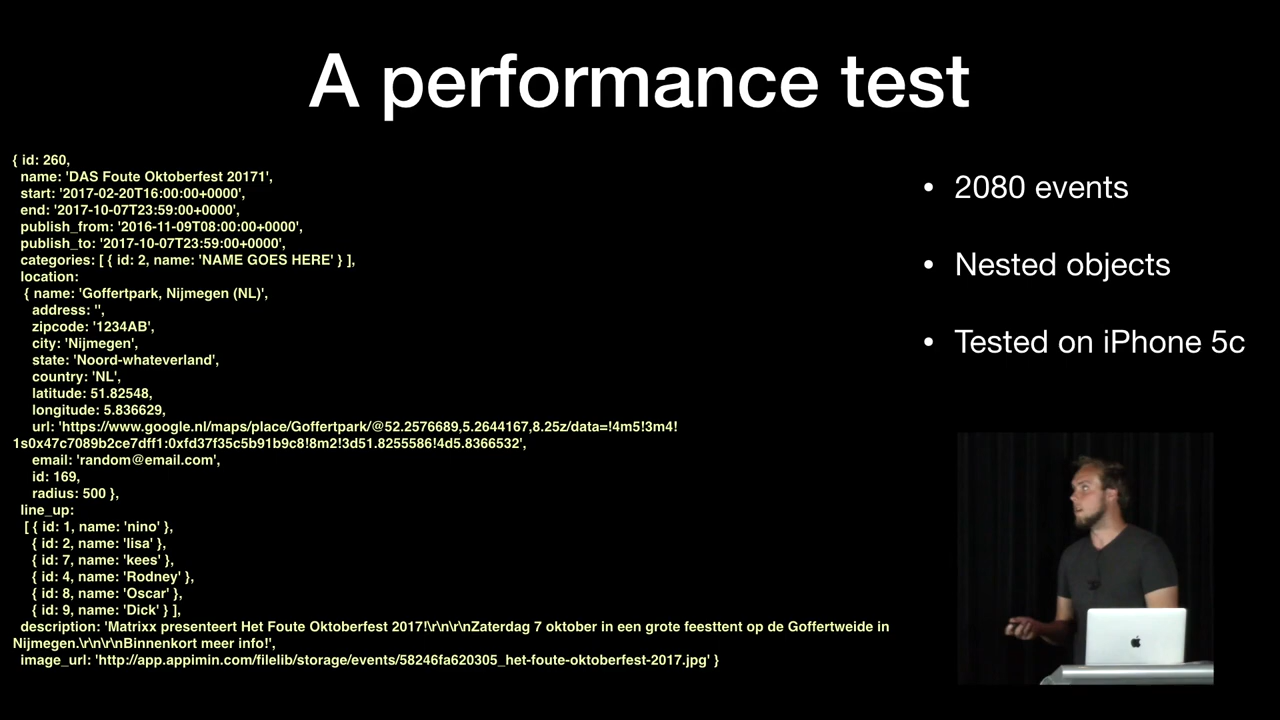 A performance test
{ id: 260,
name: 'DAS Foute Oktoberfest 20171',
start: '2017-02-20T16:00:00+0000',
end: '2017-10-07T23:59:00+0000',
publish_from: '2016-11-09T08:00:00+0000',
publish_to: '2017-10-07T23:59:00+0000',
categories: [ { id: 2, name: 'NAME GOES HERE' } ],
location:
{ name: 'Goffertpark, Nijmegen (NL)',
address: '',
zipcode: '1234AB',
city: 'Nijmegen',
state: 'Noord-whateverland',
country: 'NL',
latitude: 51.82548,
longitude: 5.836629,
url: 'https://www.google.nl/maps/place/Goffertpark/@52.2576689,5.2644167,8.25z/data=!4m5!3m4!
1s0x47c7089b2ce7dff1:0xfd37f35c5b91b9c8!8m2!3d51.8255586!4d5.8366532',
email: 'random@email.com',
id: 169,
radius: 500 },
line_up:
[ { id: 1, name: 'nino' },
{ id: 2, name: 'lisa' },
{ id: 7, name: 'kees' },
{ id: 4, name: 'Rodney' },
{ id: 8, name: 'Oscar' },
{ id: 9, name: 'Dick' } ],
description: 'Matrixx presenteert Het Foute Oktoberfest 2017!\r\n\r\nZaterdag 7 oktober in een grote feesttent op de Goffertweide in
Nijmegen.\r\n\r\nBinnenkort meer info!',
image_url: 'http://app.appimin.com/filelib/storage/events/58246fa620305_het-foute-oktoberfest-2017.jpg' }
• 2080 events
• Nested objects
• Tested on iPhone 5c